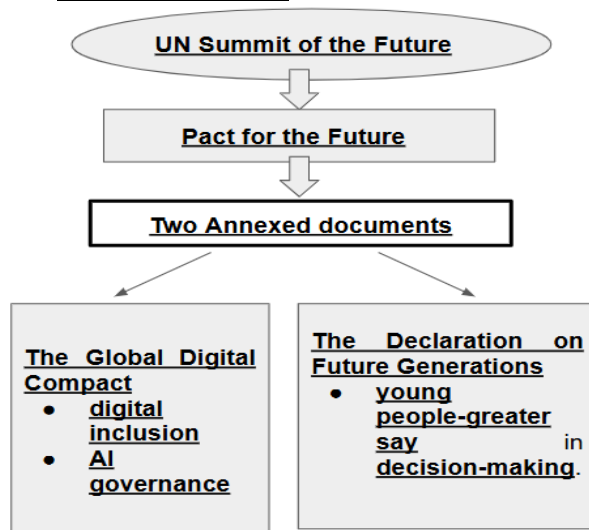 UN Summit of the Future
Pact for the Future
Two Annexed documents
The Global Digital
Compact
● digital
inclusion
● AI
governance
The Declaration on
Future Generations
● young
people-greater
say in
decision-making.